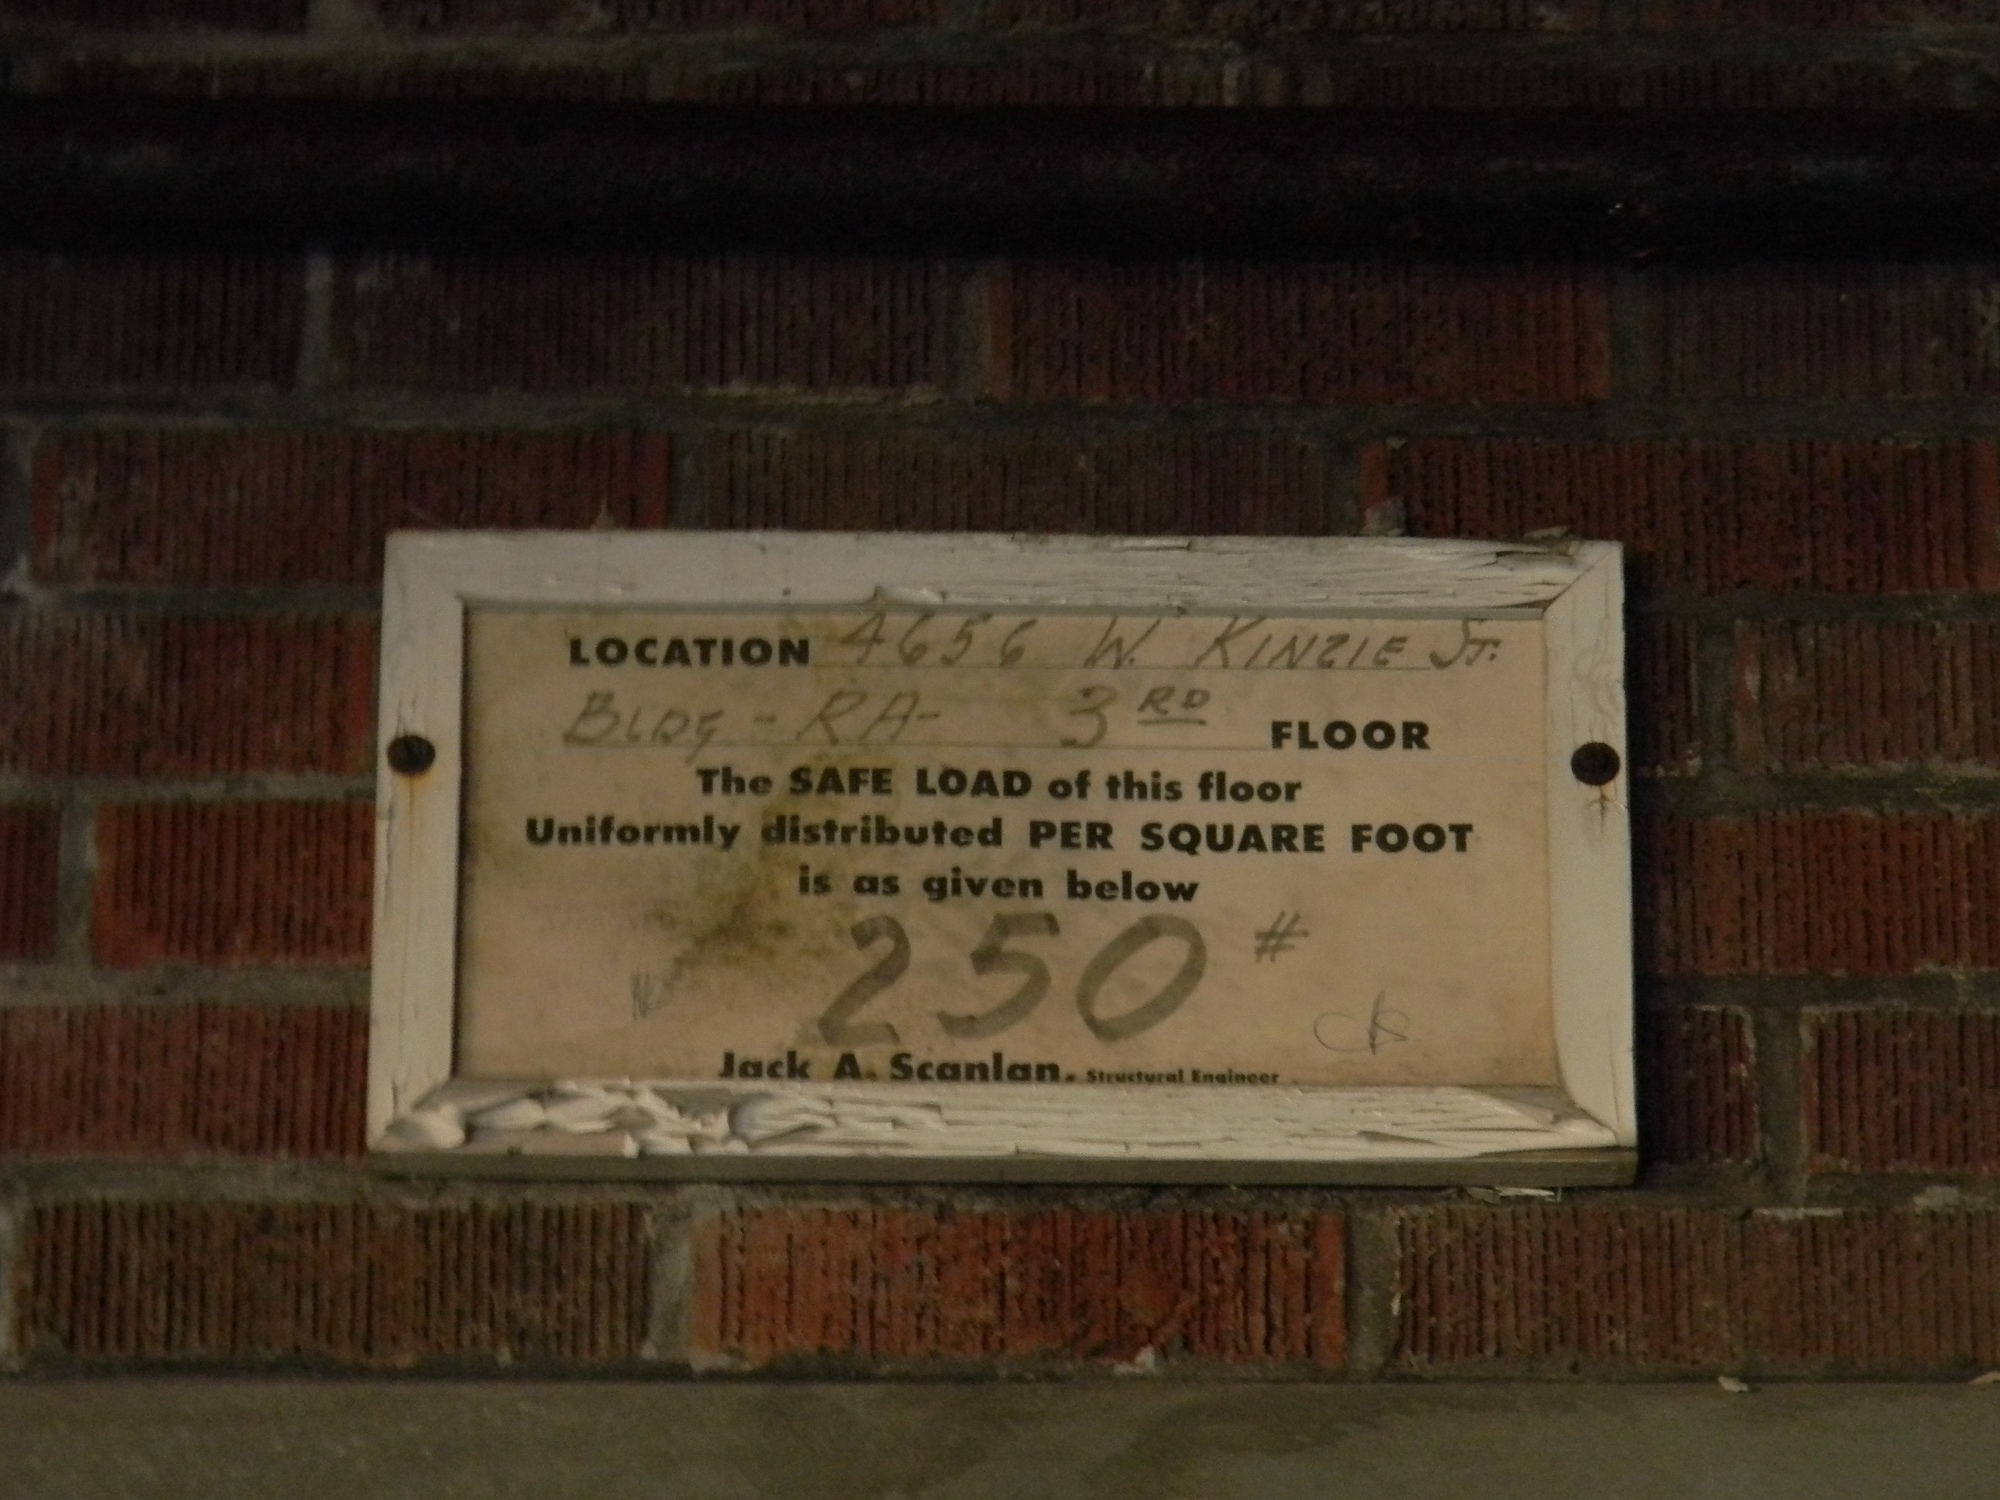 LOCATION 4656 W. KINZIE ST.
BLDG - RA- 3RD FLOOR
The SAFE LOAD of this floor
Uniformly distributed PER SQUARE FOOT
is as given below
250 #
Jack A. Scanlan, Structural Engineer